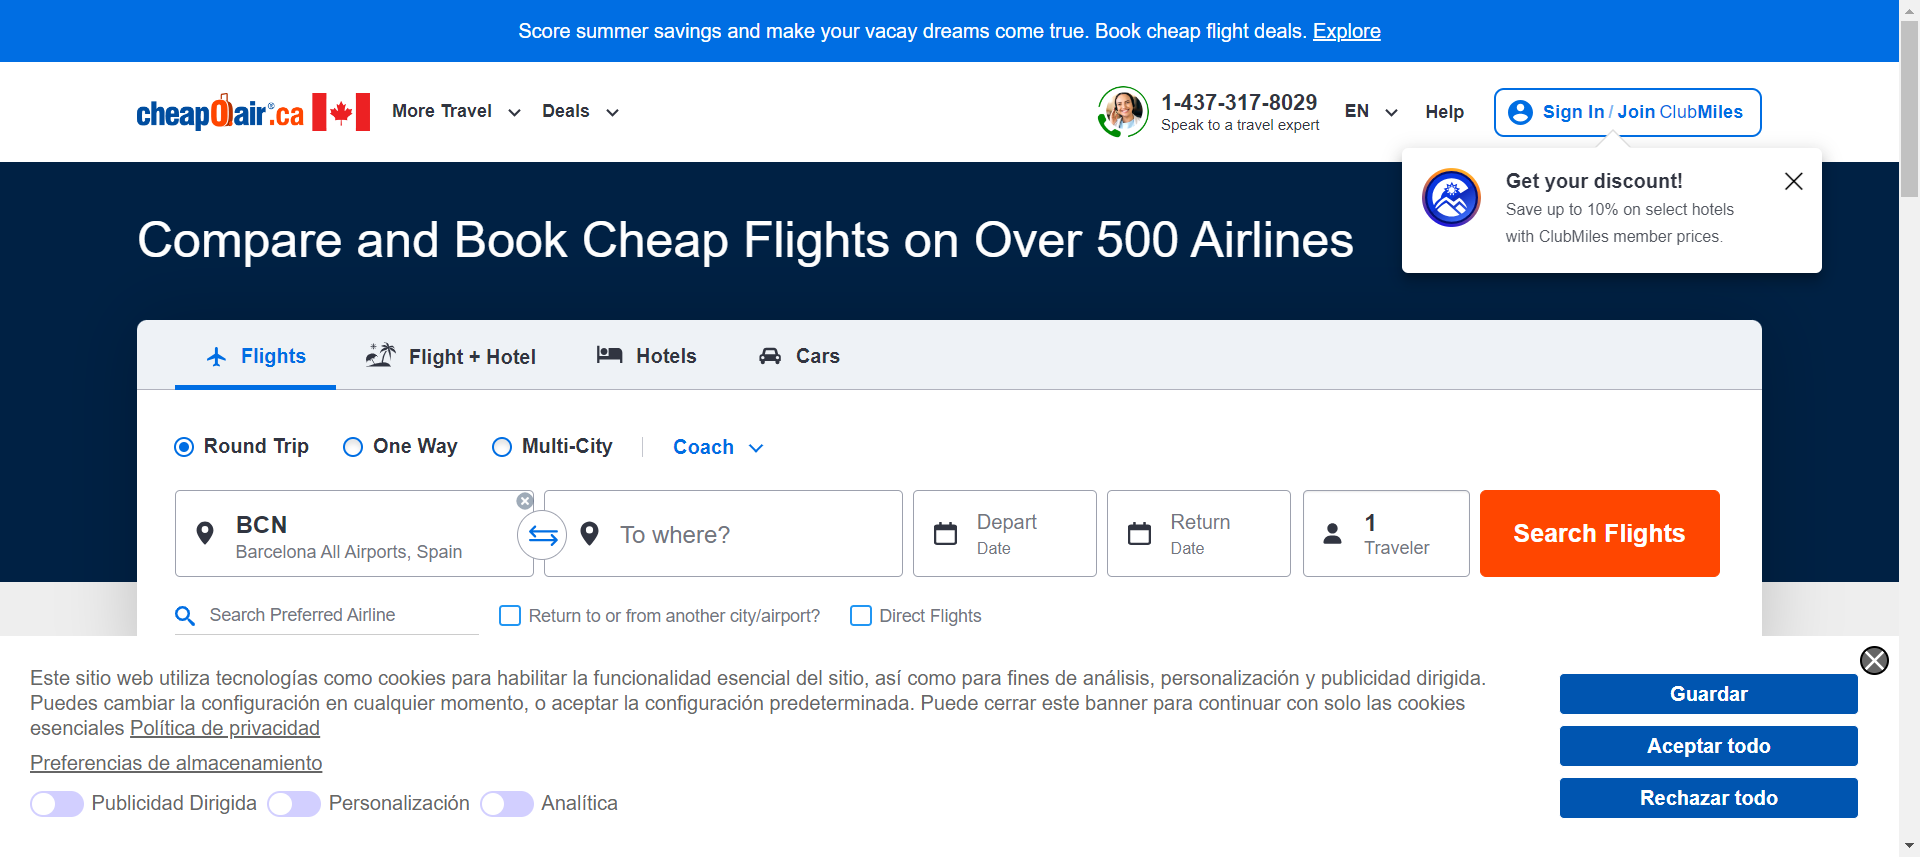 Score summer savings and make your vacay dreams come true. Book cheap flight deals. Explore
cheapOair®.ca
More Travel
Deals
1-437-317-8029
Speak to a travel expert
EN
Help
Sign In / Join ClubMiles
Get your discount!
Save up to 10% on select hotels
with ClubMiles member prices.
Compare and Book Cheap Flights on Over 500 Airlines
Flights
Flight + Hotel
Hotels
Cars
Round Trip
One Way
Multi-City
Coach
BCN
Barcelona All Airports, Spain
To where?
Depart
Date
Return
Date
1
Traveler
Search Flights
Search Preferred Airline
Return to or from another city/airport?
Direct Flights
Este sitio web utiliza tecnologías como cookies para habilitar la funcionalidad esencial del sitio, así como para fines de análisis, personalización y publicidad dirigida.
Puedes cambiar la configuración en cualquier momento, o aceptar la configuración predeterminada. Puede cerrar este banner para continuar con solo las cookies
esenciales Política de privacidad
Preferencias de almacenamiento
Publicidad Dirigida
Personalización
Analítica
Guardar
Aceptar todo
Rechazar todo